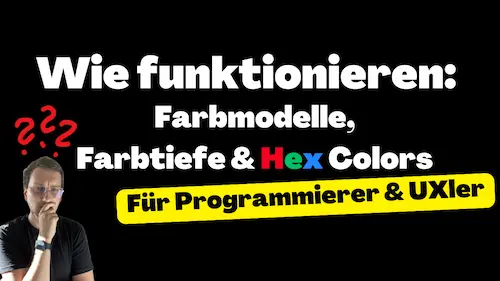 Wie funktionieren:
Farbmodelle,
???
Farbtiefe & Hex Colors
Für Programmierer & UXler